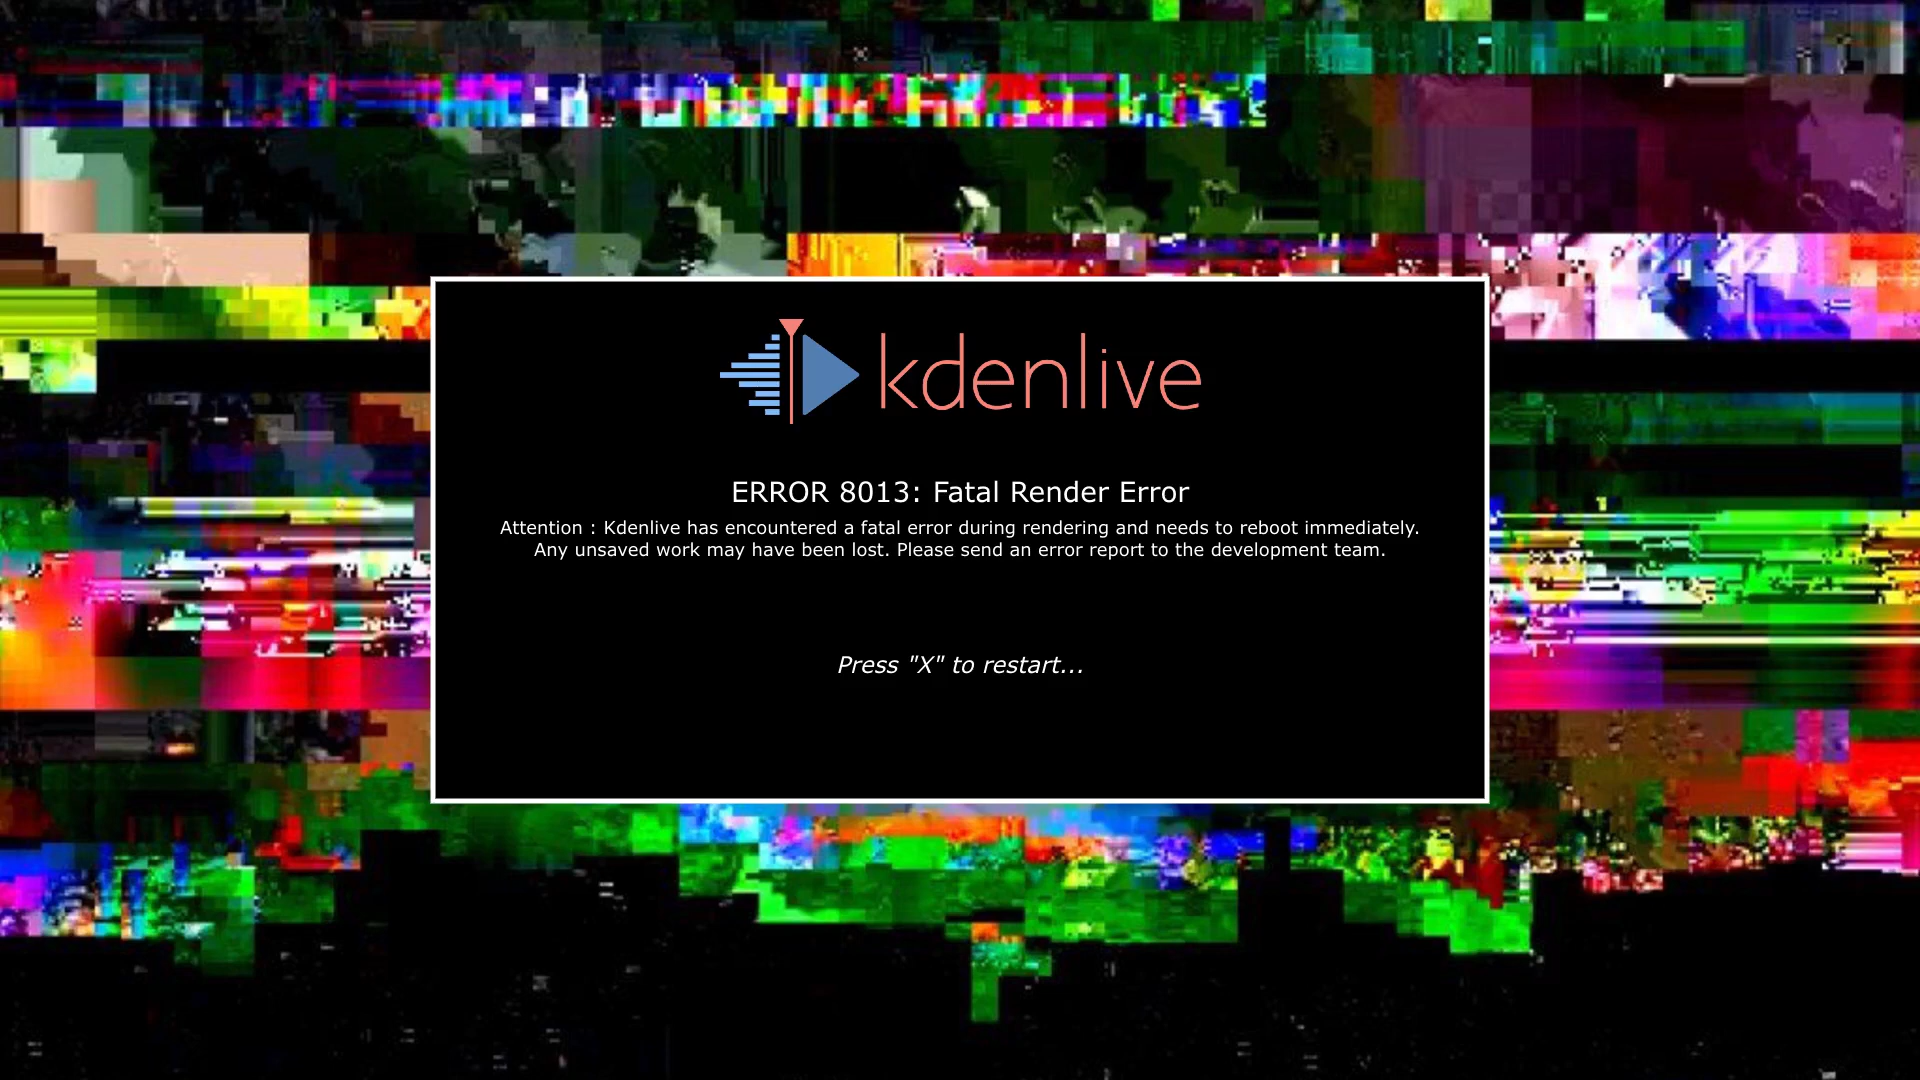 kdenlive
ERROR 8013: Fatal Render Error
Attention : Kdenlive has encountered a fatal error during rendering and needs to reboot immediately.
Any unsaved work may have been lost. Please send an error report to the development team.
Press "X" to restart...